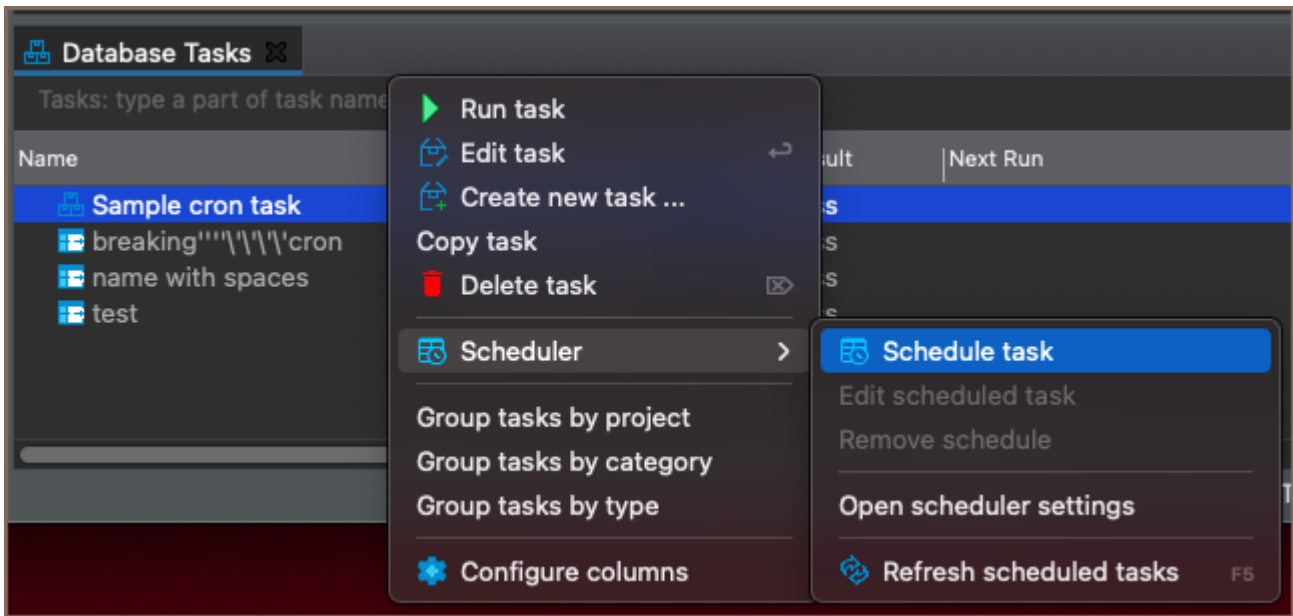 Database Tasks
Tasks: type a part of task name
Name
ult
Next Run
Sample cron task
ss
breaking''''\'\'\'\'cron
ss
name with spaces
ss
test
Run task
Edit task
Create new task ...
Copy task
Delete task
Scheduler
Group tasks by project
Group tasks by category
Group tasks by type
Configure columns
Schedule task
Edit scheduled task
Remove schedule
Open scheduler settings
Refresh scheduled tasks F5